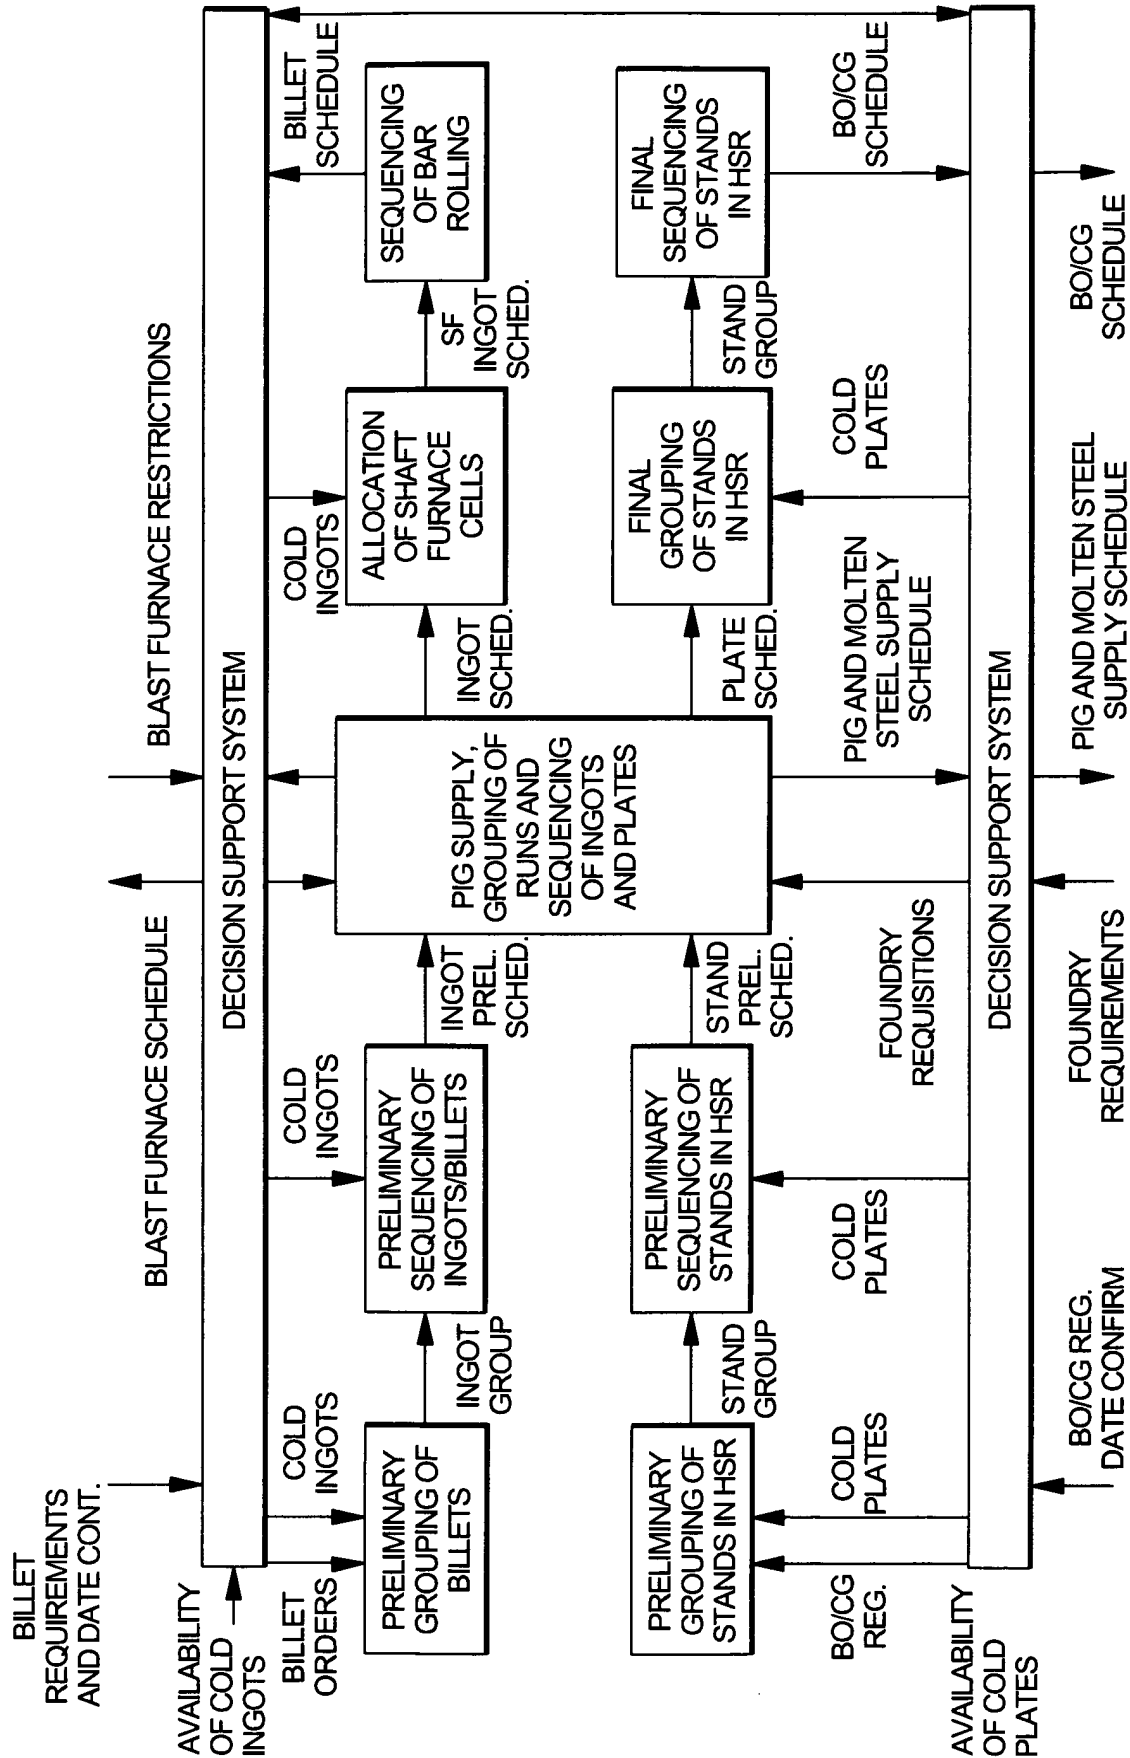 BILLET
REQUIREMENTS
AND DATE CONT.
BLAST FURNACE SCHEDULE
BLAST FURNACE RESTRICTIONS
AVAILABILITY
OF COLD
INGOTS
DECISION SUPPORT SYSTEM
BILLET
ORDERS
COLD
INGOTS
COLD
INGOTS
COLD
INGOTS
BILLET
SCHEDULE
PRELIMINARY
GROUPING OF
BILLETS
INGOT
GROUP
PRELIMINARY
SEQUENCING OF
INGOTS/BILLETS
INGOT
PREL.
SCHED.
PIG SUPPLY,
GROUPING OF
RUNS AND
SEQUENCING
OF INGOTS
AND PLATES
INGOT
SCHED.
ALLOCATION
OF SHAFT
FURNACE
CELLS
SF
INGOT
SCHED.
SEQUENCING
OF BAR
ROLLING
PRELIMINARY
GROUPING OF
STANDS IN HSR
STAND
GROUP
PRELIMINARY
SEQUENCING OF
STANDS IN HSR
STAND
PREL.
SCHED.
PLATE
SCHED.
FINAL
GROUPING
OF STANDS
IN HSR
STAND
GROUP
FINAL
SEQUENCING
OF STANDS
IN HSR
BO/CG
REG.
COLD
PLATES
COLD
PLATES
FOUNDRY
REQUISITIONS
PIG AND MOLTEN
STEEL SUPPLY
SCHEDULE
COLD
PLATES
BO/CG
SCHEDULE
AVAILABILITY
OF COLD
PLATES
DECISION SUPPORT SYSTEM
BO/CG REG.
DATE CONFIRM
FOUNDRY
REQUIREMENTS
PIG AND MOLTEN STEEL
SUPPLY SCHEDULE
BO/CG
SCHEDULE